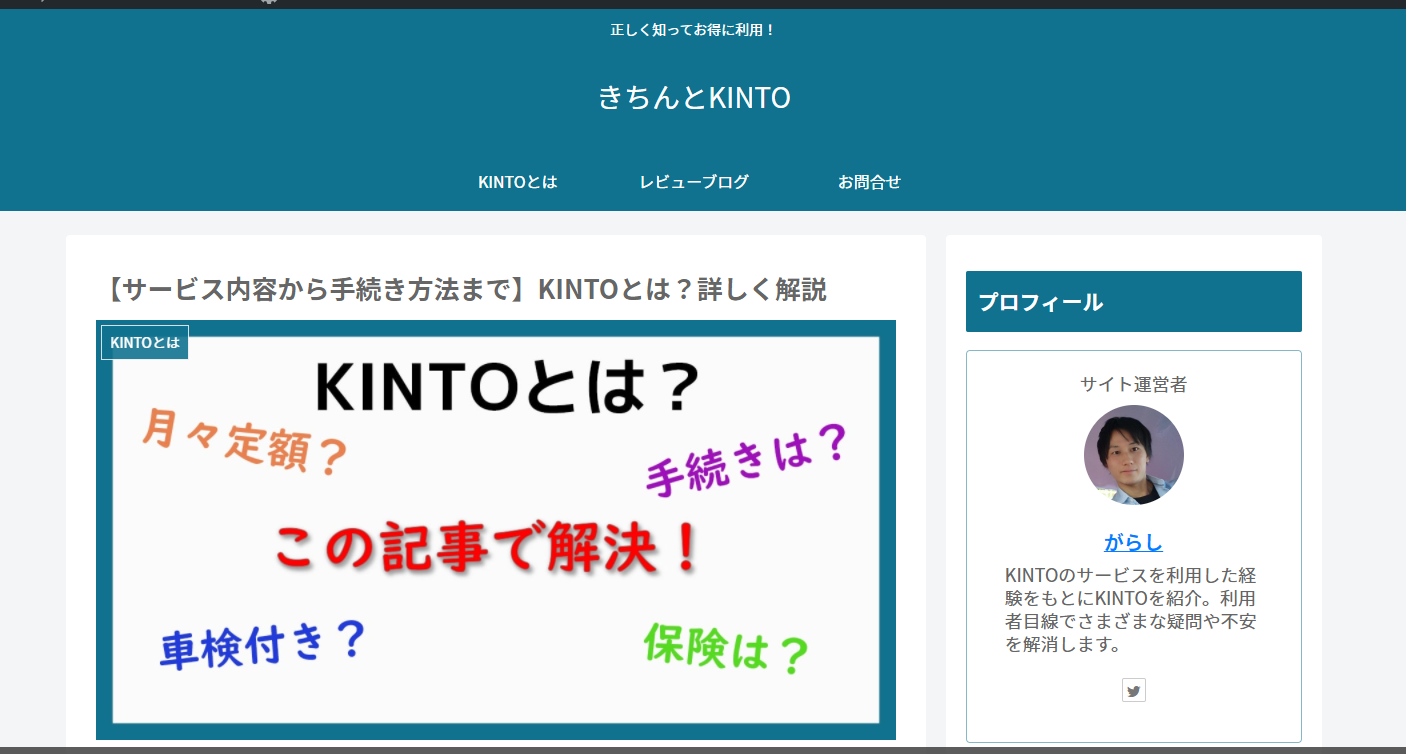 正しく知ってお得に利用！
きちんとKINTO
KINTOとは
レビューブログ
お問合せ
【サービス内容から手続き方法まで】KINTOとは？詳しく解説
KINTOとは
KINTOとは？
月々定額？
手続きは？
この記事で解決！
車検付き？
保険は？
プロフィール
サイト運営者
がらし
KINTOのサービスを利用した経
験をもとにKINTOを紹介。利用
者目線でさまざまな疑問や不安
を解消します。